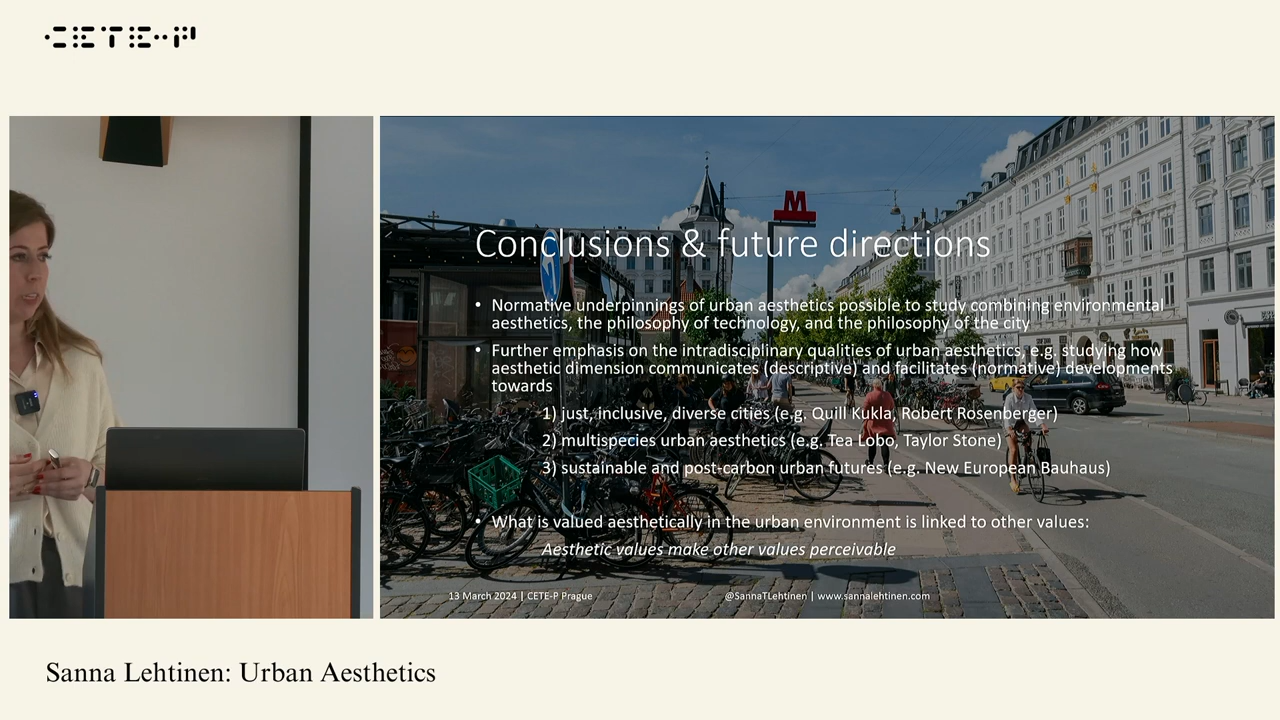 CETE-P
M
Conclusions & future directions
• Normative underpinnings of urban aesthetics possible to study combining environmental
aesthetics, the philosophy of technology, and the philosophy of the city
• Further emphasis on the intradisciplinary qualities of urban aesthetics, e.g. studying how
aesthetic dimension communicates (descriptive) and facilitates (normative) developments
towards
1) just, inclusive, diverse cities (e.g. Quill Kukla, Robert Rosenberger)
2) multispecies urban aesthetics (e.g. Tea Lobo, Taylor Stone)
3) sustainable and post-carbon urban futures (e.g. New European Bauhaus)
• What is valued aesthetically in the urban environment is linked to other values:
Aesthetic values make other values perceivable
13 March 2024 | CETE-P Prague
@SannaTLehtinen | www.sannalehtinen.com
Sanna Lehtinen: Urban Aesthetics